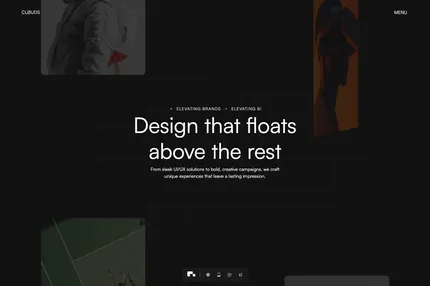 CLØUDS
MENU
• ELEVATING BRANDS • ELEVATING BR
Design that floats
above the rest
From sleek UI/UX solutions to bold, creative campaigns, we craft
unique experiences that leave a lasting impression.